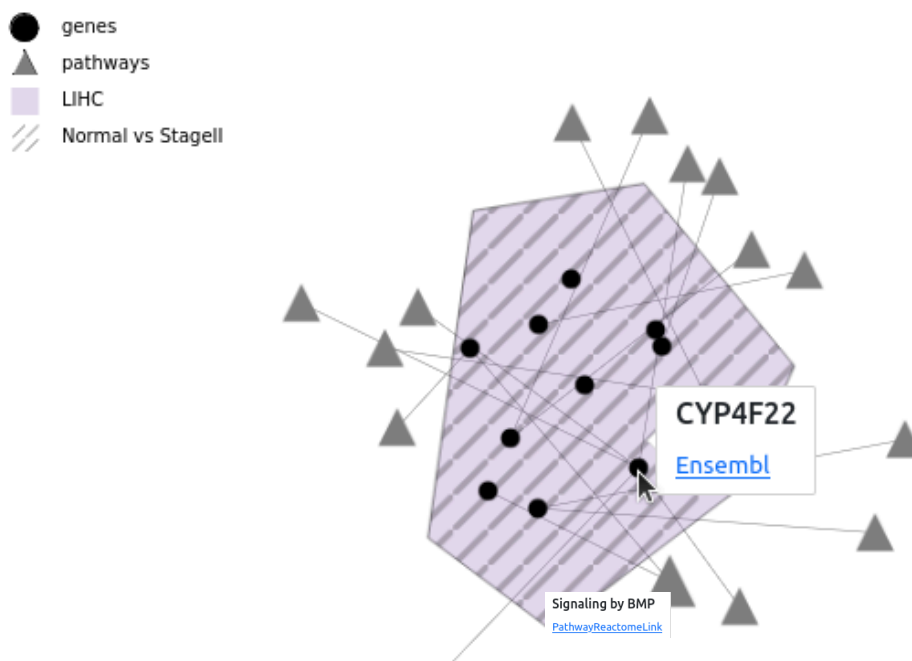 genes
pathways
LIHC
Normal vs StageII
CYP4F22
Ensembl
Signaling by BMP
PathwayReactomeLink